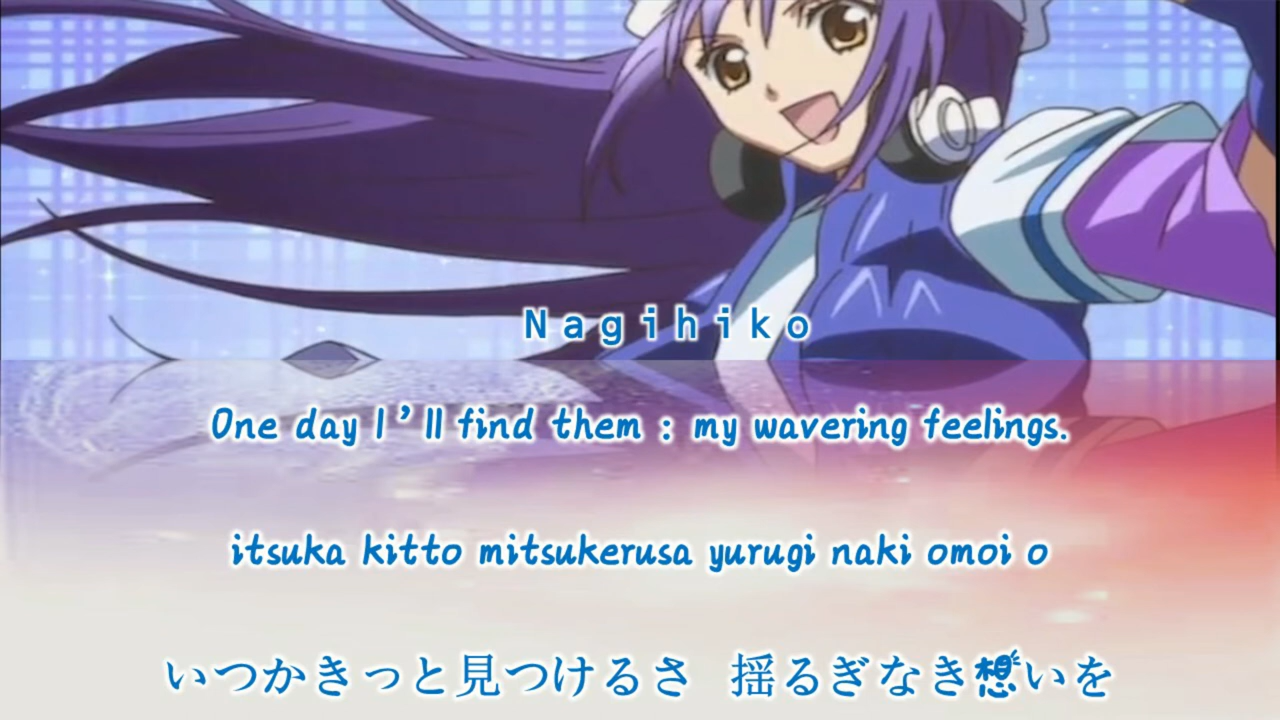 Nagihiko
One day I'll find them : my wavering feelings.
itsuka kitto mitsukerusa yurugi naki omoi o
いつかきっと見つけるさ 揺るぎなき想いを